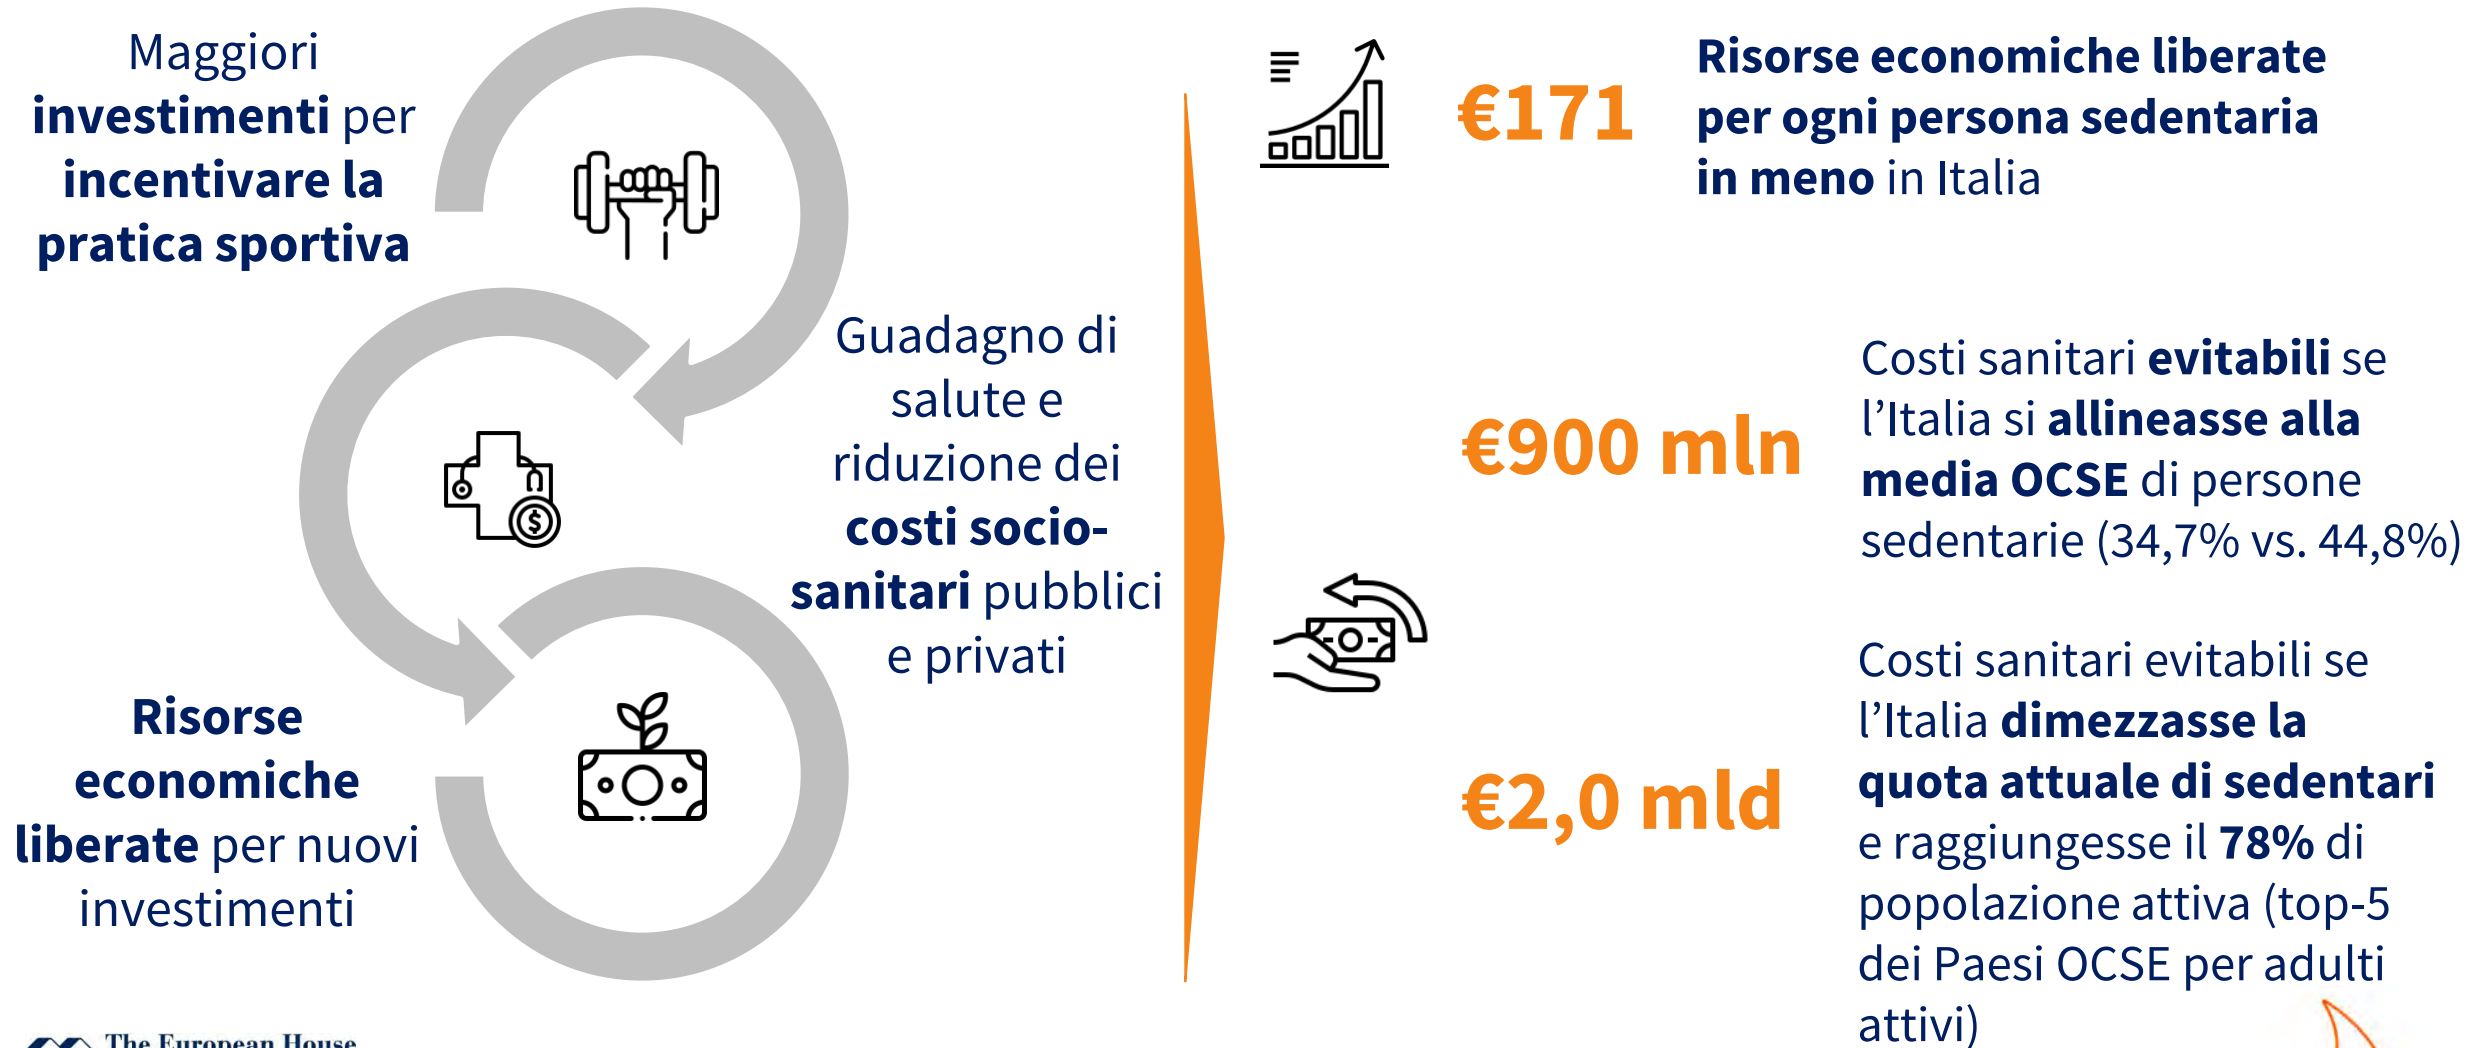 Maggiori
investimenti per
incentivare la
pratica sportiva
Guadagno di
salute e
riduzione dei
costi socio-
sanitari pubblici
e privati
Risorse
economiche
liberate per nuovi
investimenti
€171
Risorse economiche liberate
per ogni persona sedentaria
in meno in Italia
€900 mln
Costi sanitari evitabili se
l'Italia si allineasse alla
media OCSE di persone
sedentarie (34,7% vs. 44,8%)
€2,0 mld
Costi sanitari evitabili se
l'Italia dimezzasse la
quota attuale di sedentari
e raggiungesse il 78% di
popolazione attiva (top-5
dei Paesi OCSE per adulti
attivi)
The European House